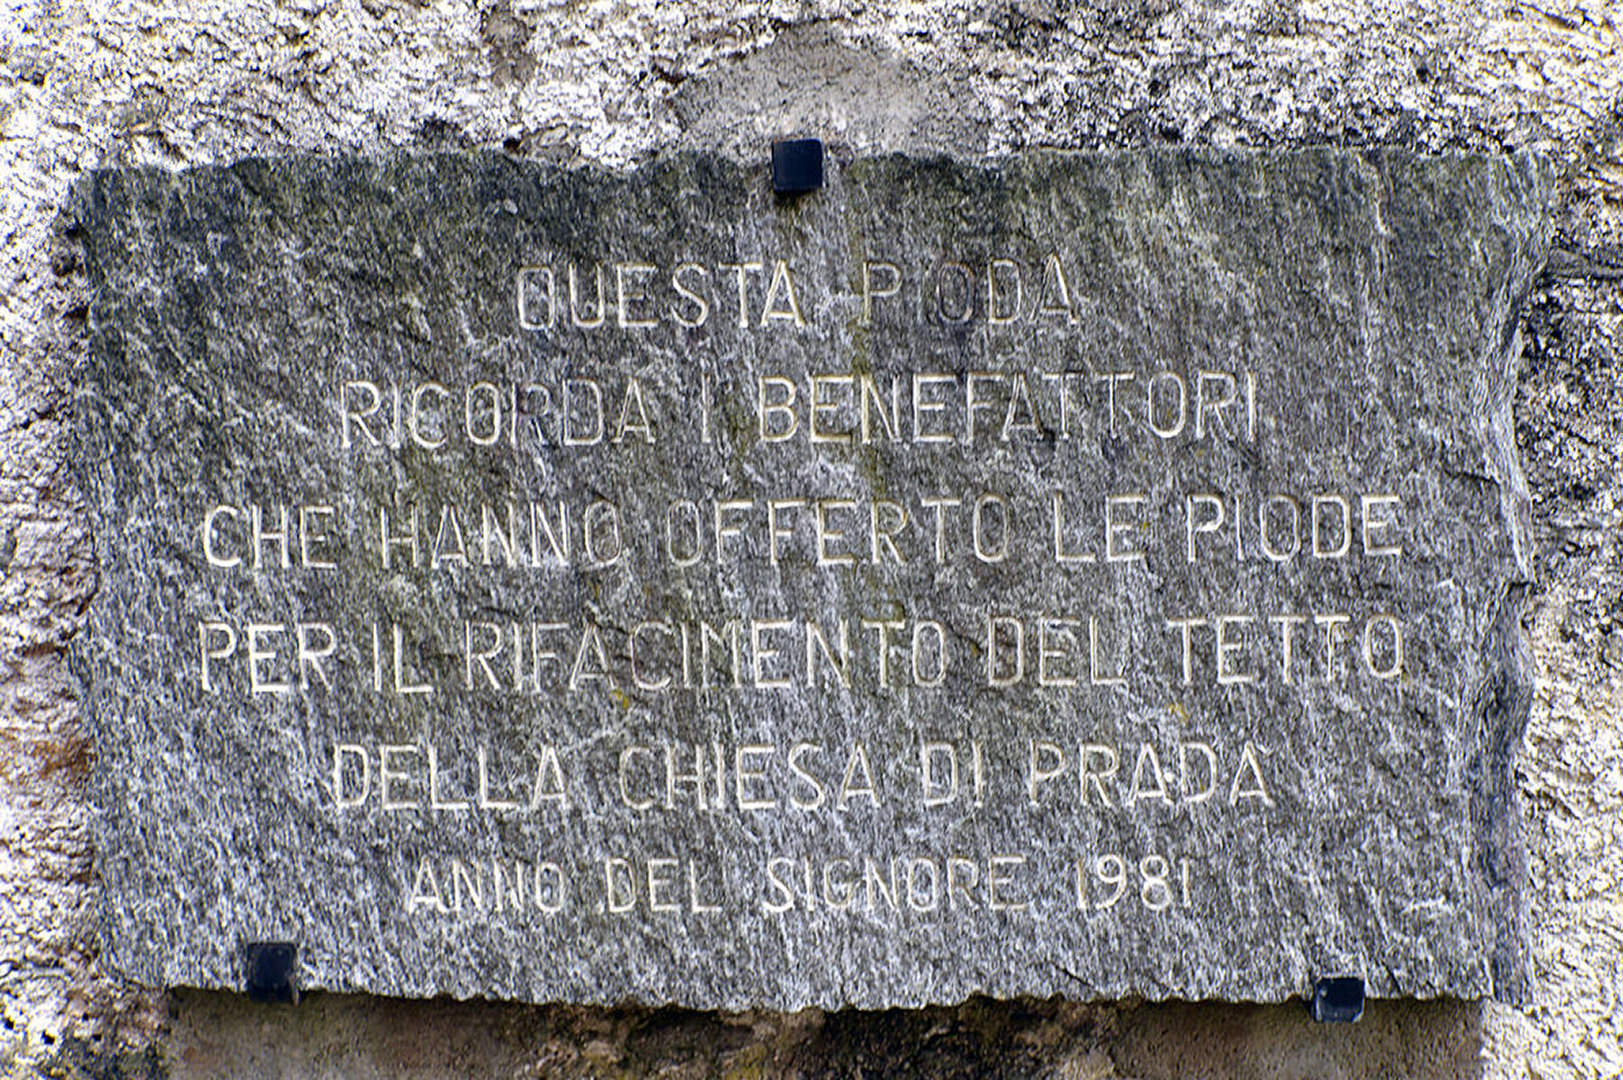 QUESTA PIODA
RICORDA I BENEFATTORI
CHE HANNO OFFERTO LE PIODE
PER IL RIFACIMENTO DEL TETTO
DELLA CHIESA DI PRADA
ANNO DEL SIGNORE 1981